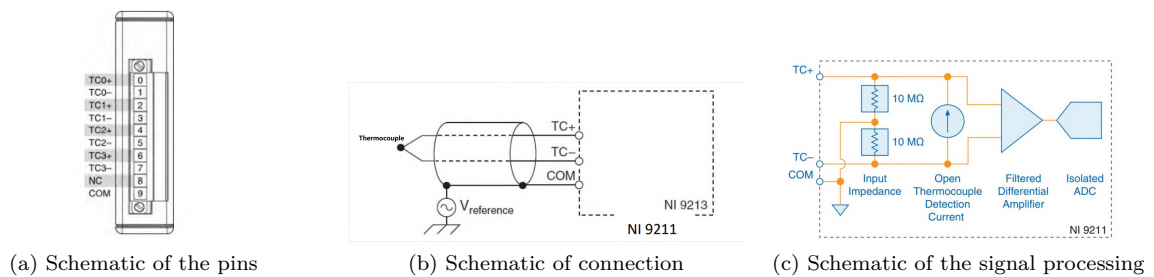 TC0+ 0
TC0− 1
TC1+ 2
TC1− 3
TC2+ 4
TC2− 5
TC3+ 6
TC3− 7
NC 8
COM 9
(a) Schematic of the pins
Thermocouple
TC+
TC−
COM
Vreference
NI 9213
NI 9211
(b) Schematic of connection
TC+
10 MΩ
10 MΩ
TC−
COM
Input
Impedance
Open
Thermocouple
Detection
Current
Filtered
Differential
Amplifier
Isolated
ADC
NI 9211
(c) Schematic of the signal processing